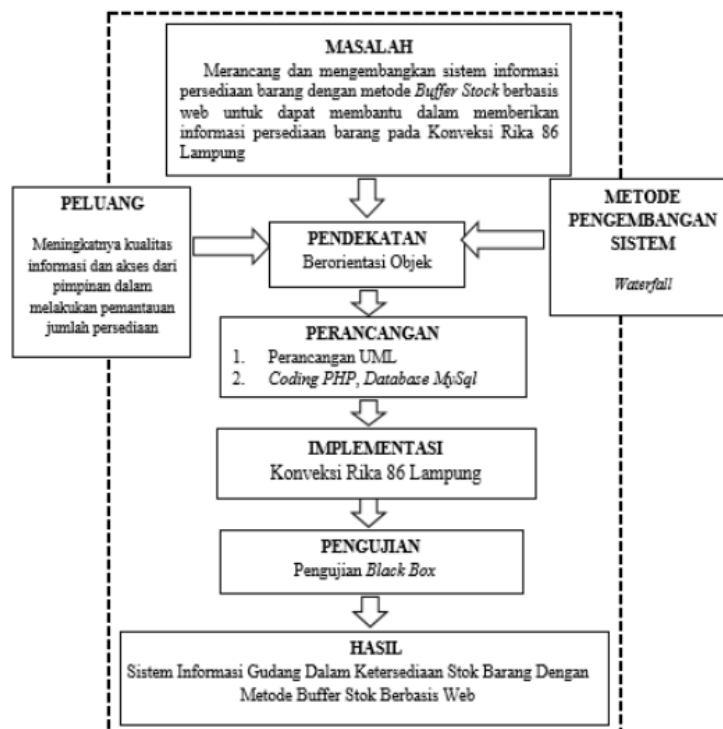 MASALAH
Merancang dan mengembangkan sistem informasi
persediaan barang dengan metode Buffer Stock berbasis
web untuk dapat membantu dalam memberikan
informasi persediaan barang pada Konveksi Rika 86
Lampung
PELUANG
Meningkatnya kualitas
informasi dan akses dari
pimpinan dalam
melakukan pemantauan
jumlah persediaan
PENDEKATAN
Berorientasi Objek
METODE
PENGEMBANGAN
SISTEM
Waterfall
PERANCANGAN
1. Perancangan UML
2. Coding PHP, Database MySql
IMPLEMENTASI
Konveksi Rika 86 Lampung
PENGUJIAN
Pengujian Black Box
HASIL
Sistem Informasi Gudang Dalam Ketersediaan Stok Barang Dengan
Metode Buffer Stok Berbasis Web